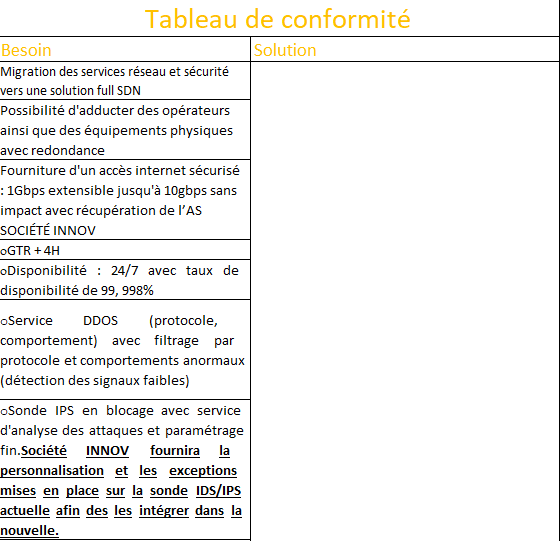 Tableau de conformité
Besoin
Solution
Migration des services réseau et sécurité
vers une solution full SDN
Possibilité d'adducter des opérateurs
ainsi que des équipements physiques
avec redondance
Fourniture d'un accès internet sécurisé
: 1Gbps extensible jusqu'à 10gbps sans
impact avec récupération de l’AS
SOCIÉTÉ INNOV
oGTR + 4H
oDisponibilité : 24/7 avec taux de
disponibilité de 99, 998%
oService DDOS (protocole,
comportement) avec filtrage par
protocole et comportements anormaux
(détection des signaux faibles)
oSonde IPS en blocage avec service
d'analyse des attaques et paramétrage
fin.Société INNOV fournira la
personnalisation et les exceptions
mises en place sur la sonde IDS/IPS
actuelle afin des les intégrer dans la
nouvelle.